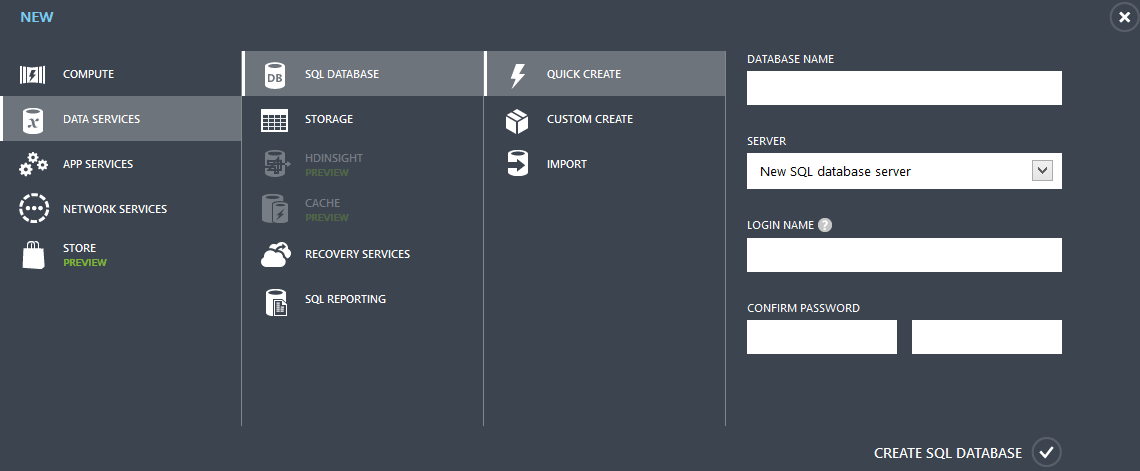 NEW
COMPUTE
DATA SERVICES
APP SERVICES
NETWORK SERVICES
STORE
PREVIEW
DB
SQL DATABASE
STORAGE
HDINSIGHT
PREVIEW
CACHE
PREVIEW
RECOVERY SERVICES
SQL REPORTING
QUICK CREATE
CUSTOM CREATE
IMPORT
DATABASE NAME
SERVER
New SQL database server
LOGIN NAME ?
CONFIRM PASSWORD
CREATE SQL DATABASE